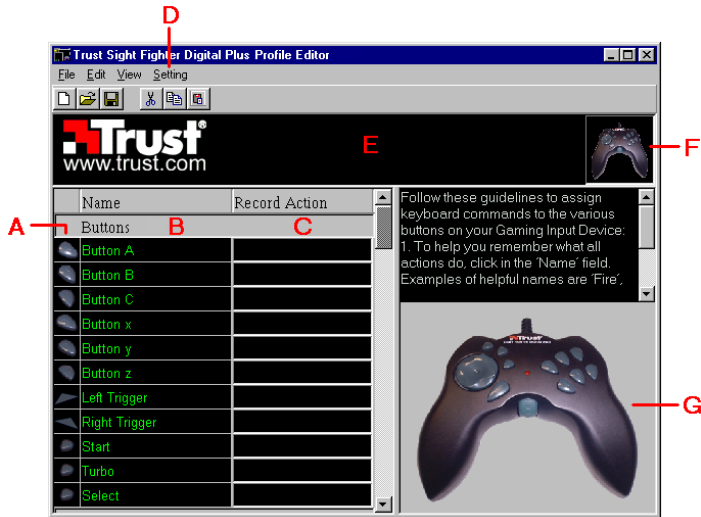 D
Trust Sight Fighter Digital Plus Profile Editor
File Edit View Setting
Trust®
www.trust.com
E
F
Name Record Action
A Buttons B C
Button A
Button B
Button C
Button x
Button y
Button z
Left Trigger
Right Trigger
Start
Turbo
Select
Follow these guidelines to assign
keyboard commands to the various
buttons on your Gaming Input Device:
1. To help you remember what all
actions do, click in the ‘Name’ field.
Examples of helpful names are ‘Fire’,
Trust
G